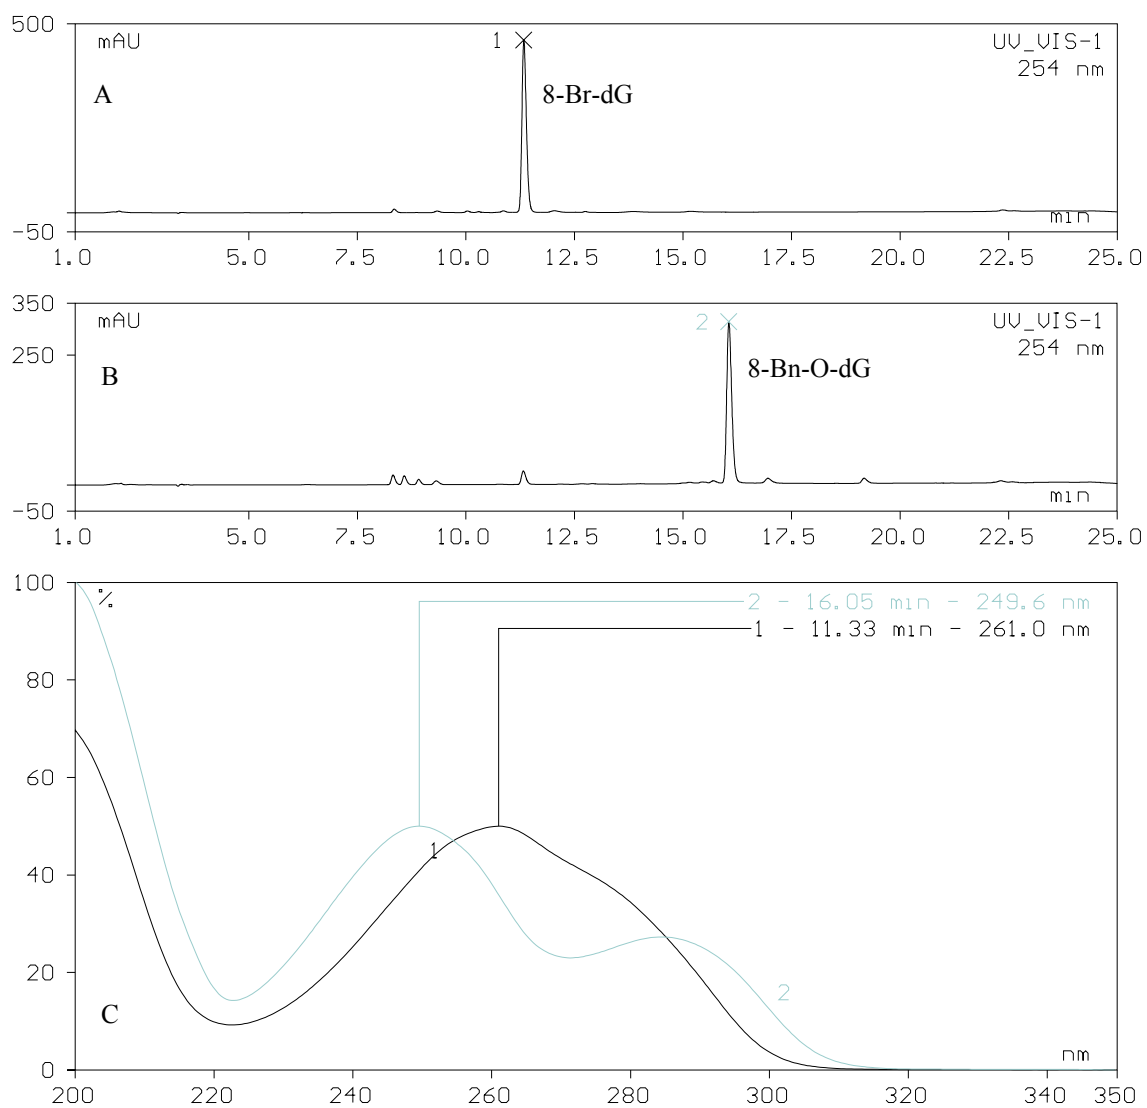 500
mAU
1
UV_VIS-1
254 nm
A
8-Br-dG
min
-50
1.0 5.0 7.5 10.0 12.5 15.0 17.5 20.0 22.5 25.0
350
mAU
2
UV_VIS-1
250
254 nm
B
8-Bn-O-dG
min
-50
1.0 5.0 7.5 10.0 12.5 15.0 17.5 20.0 22.5 25.0
100
%
2 - 16.05 min - 249.6 nm
1 - 11.33 min - 261.0 nm
80
60
1
40
20
2
C
nm
0
200 220 240 260 280 300 320 340 350